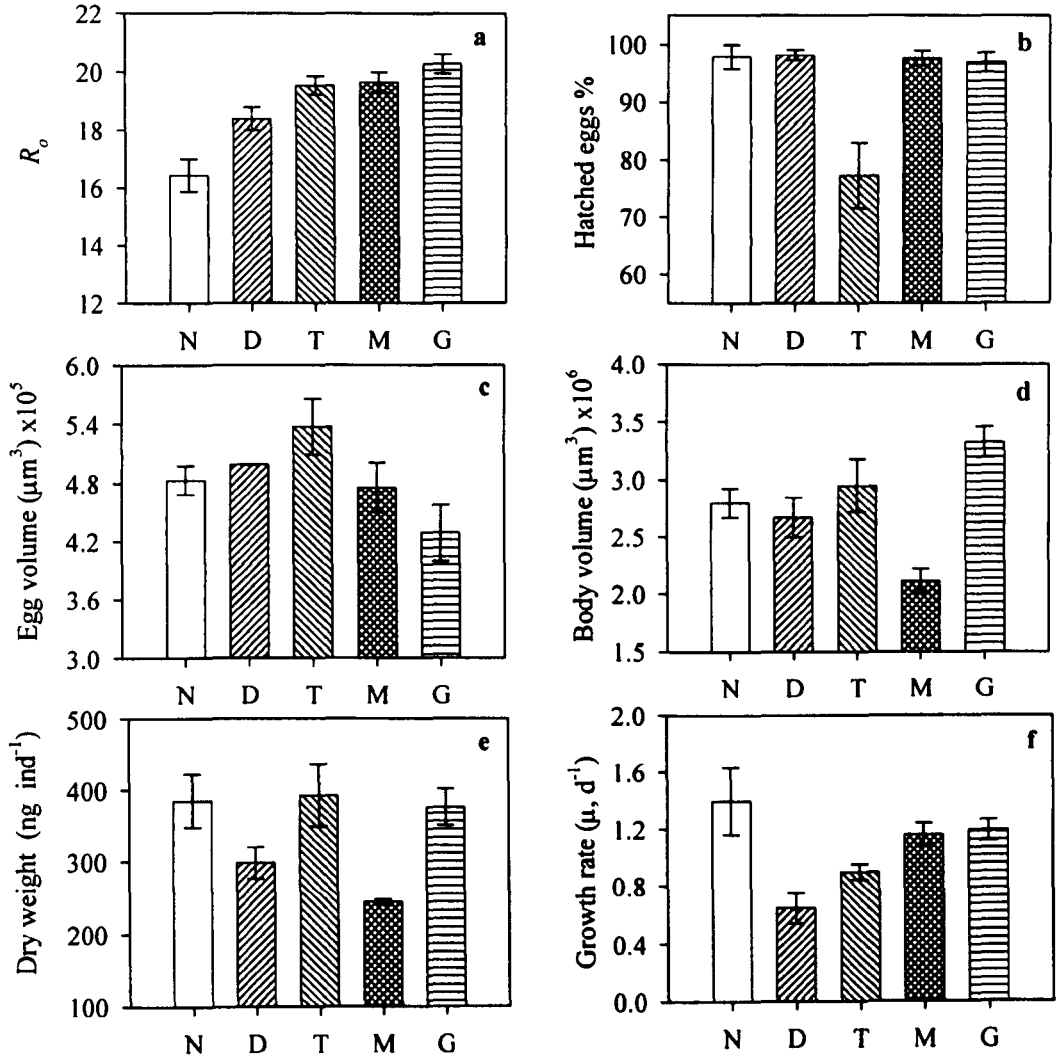 a
R_o
22
20
18
16
14
12
N D T M G
b
Hatched eggs %
100
90
80
70
60
N D T M G
c
Egg volume (µm³) x10⁵
6.0
5.4
4.8
4.2
3.6
3.0
N D T M G
d
Body volume (µm³) x10⁶
4.0
3.5
3.0
2.5
2.0
1.5
N D T M G
e
Dry weight (ng ind⁻¹)
500
400
300
200
100
N D T M G
f
Growth rate (µ, d⁻¹)
2.0
1.6
1.2
0.8
0.4
0.0
N D T M G